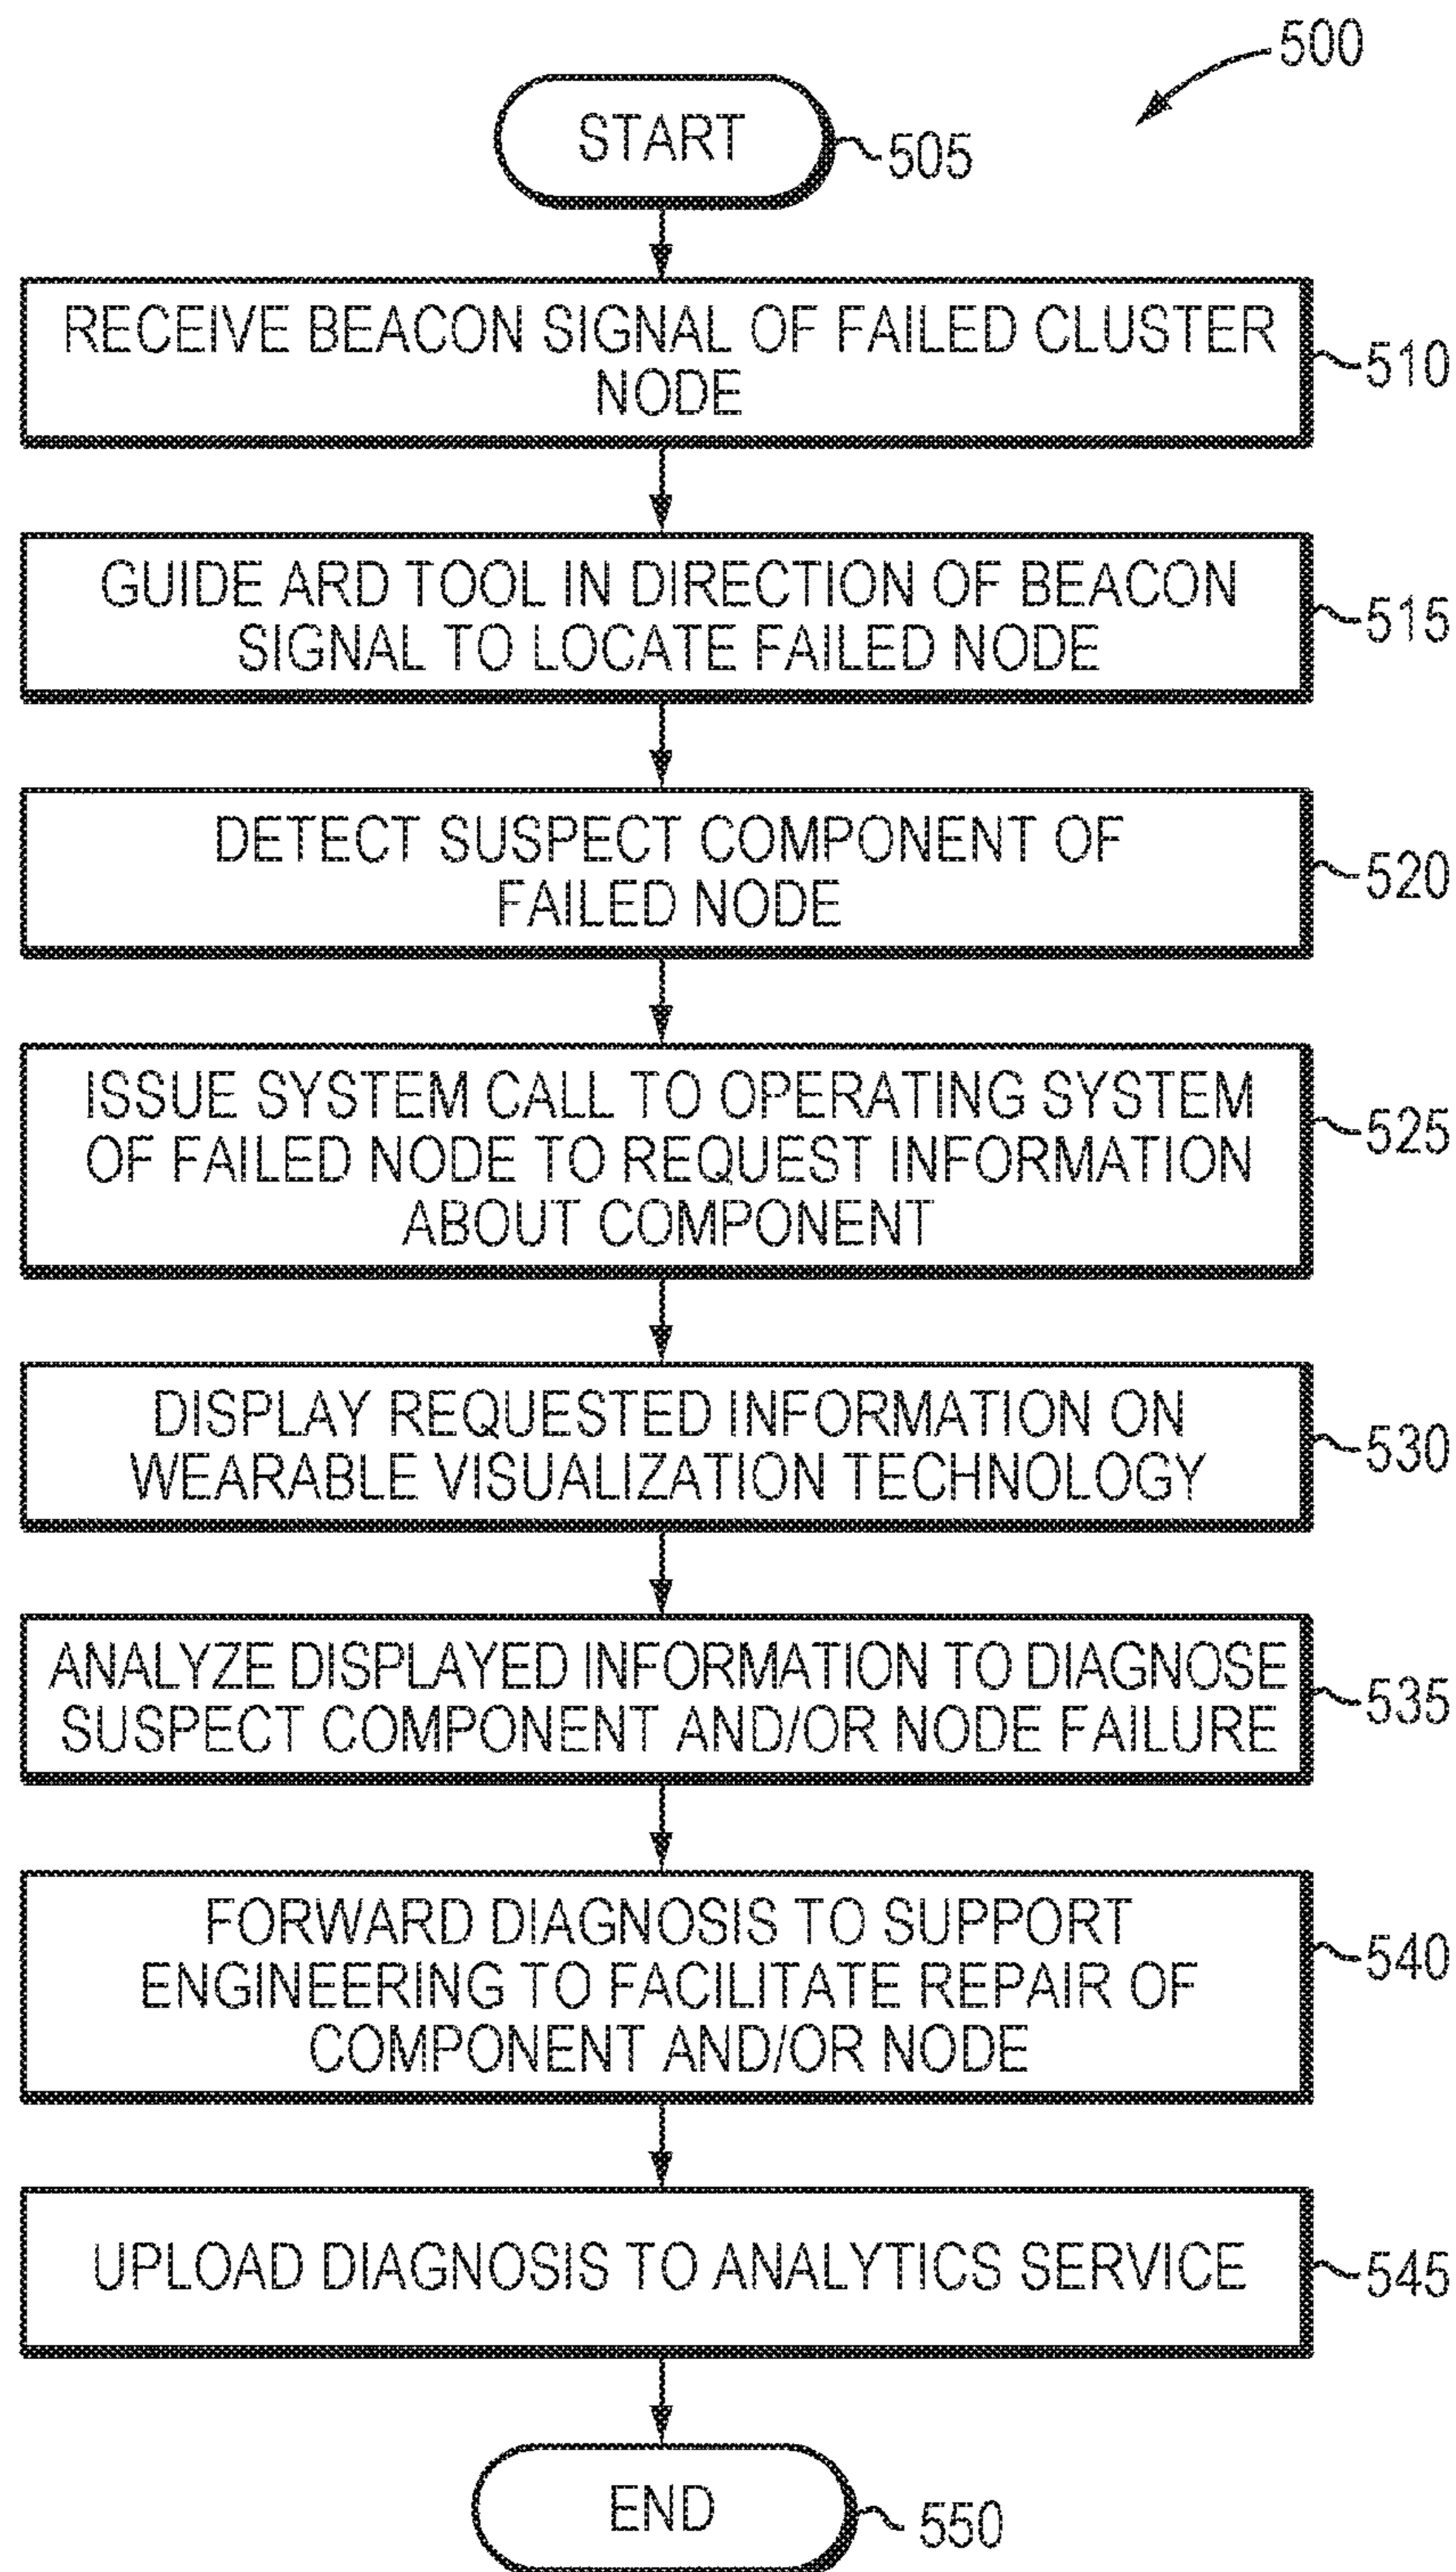 500
START
505
RECEIVE BEACON SIGNAL OF FAILED CLUSTER
NODE
510
GUIDE ARD TOOL IN DIRECTION OF BEACON
SIGNAL TO LOCATE FAILED NODE
515
DETECT SUSPECT COMPONENT OF
FAILED NODE
520
ISSUE SYSTEM CALL TO OPERATING SYSTEM
OF FAILED NODE TO REQUEST INFORMATION
ABOUT COMPONENT
525
DISPLAY REQUESTED INFORMATION ON
WEARABLE VISUALIZATION TECHNOLOGY
530
ANALYZE DISPLAYED INFORMATION TO DIAGNOSE
SUSPECT COMPONENT AND/OR NODE FAILURE
535
FORWARD DIAGNOSIS TO SUPPORT
ENGINEERING TO FACILITATE REPAIR OF
COMPONENT AND/OR NODE
540
UPLOAD DIAGNOSIS TO ANALYTICS SERVICE
545
END
550